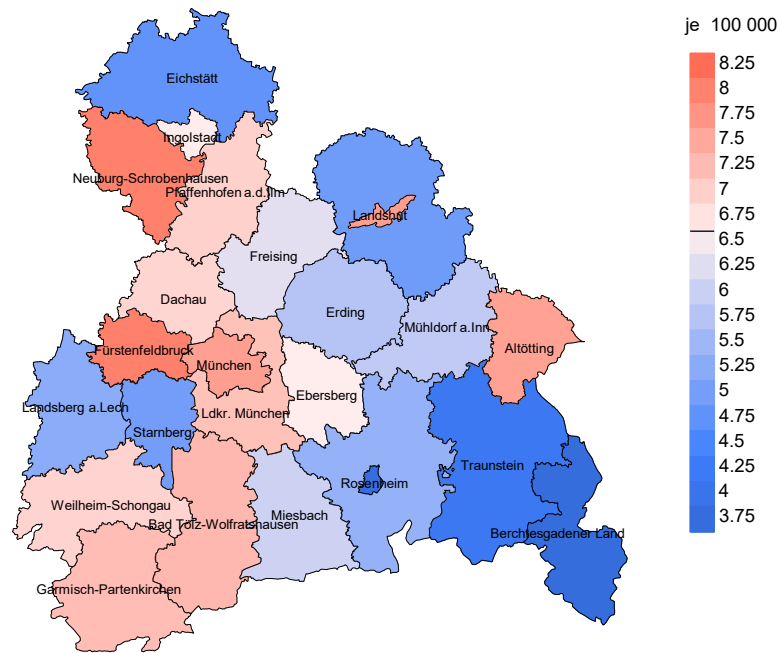 je 100 000
8.25
8
7.75
7.5
7.25
7
6.75
6.5
6.25
6
5.75
5.5
5.25
5
4.75
4.5
4.25
4
3.75
Eichstätt
Ingolstadt
Neuburg-Schrobenhausen
Pfaffenhofen a.d.Ilm
Landshut
Freising
Dachau
Erding
Mühldorf a.Inn
Altötting
Fürstenfeldbruck
München
Ebersberg
Landsberg a.Lech
Ldkr. München
Starnberg
Traunstein
Rosenheim
Weilheim-Schongau
Miesbach
Bad Tölz-Wolfratshausen
Berchtesgadener Land
Garmisch-Partenkirchen